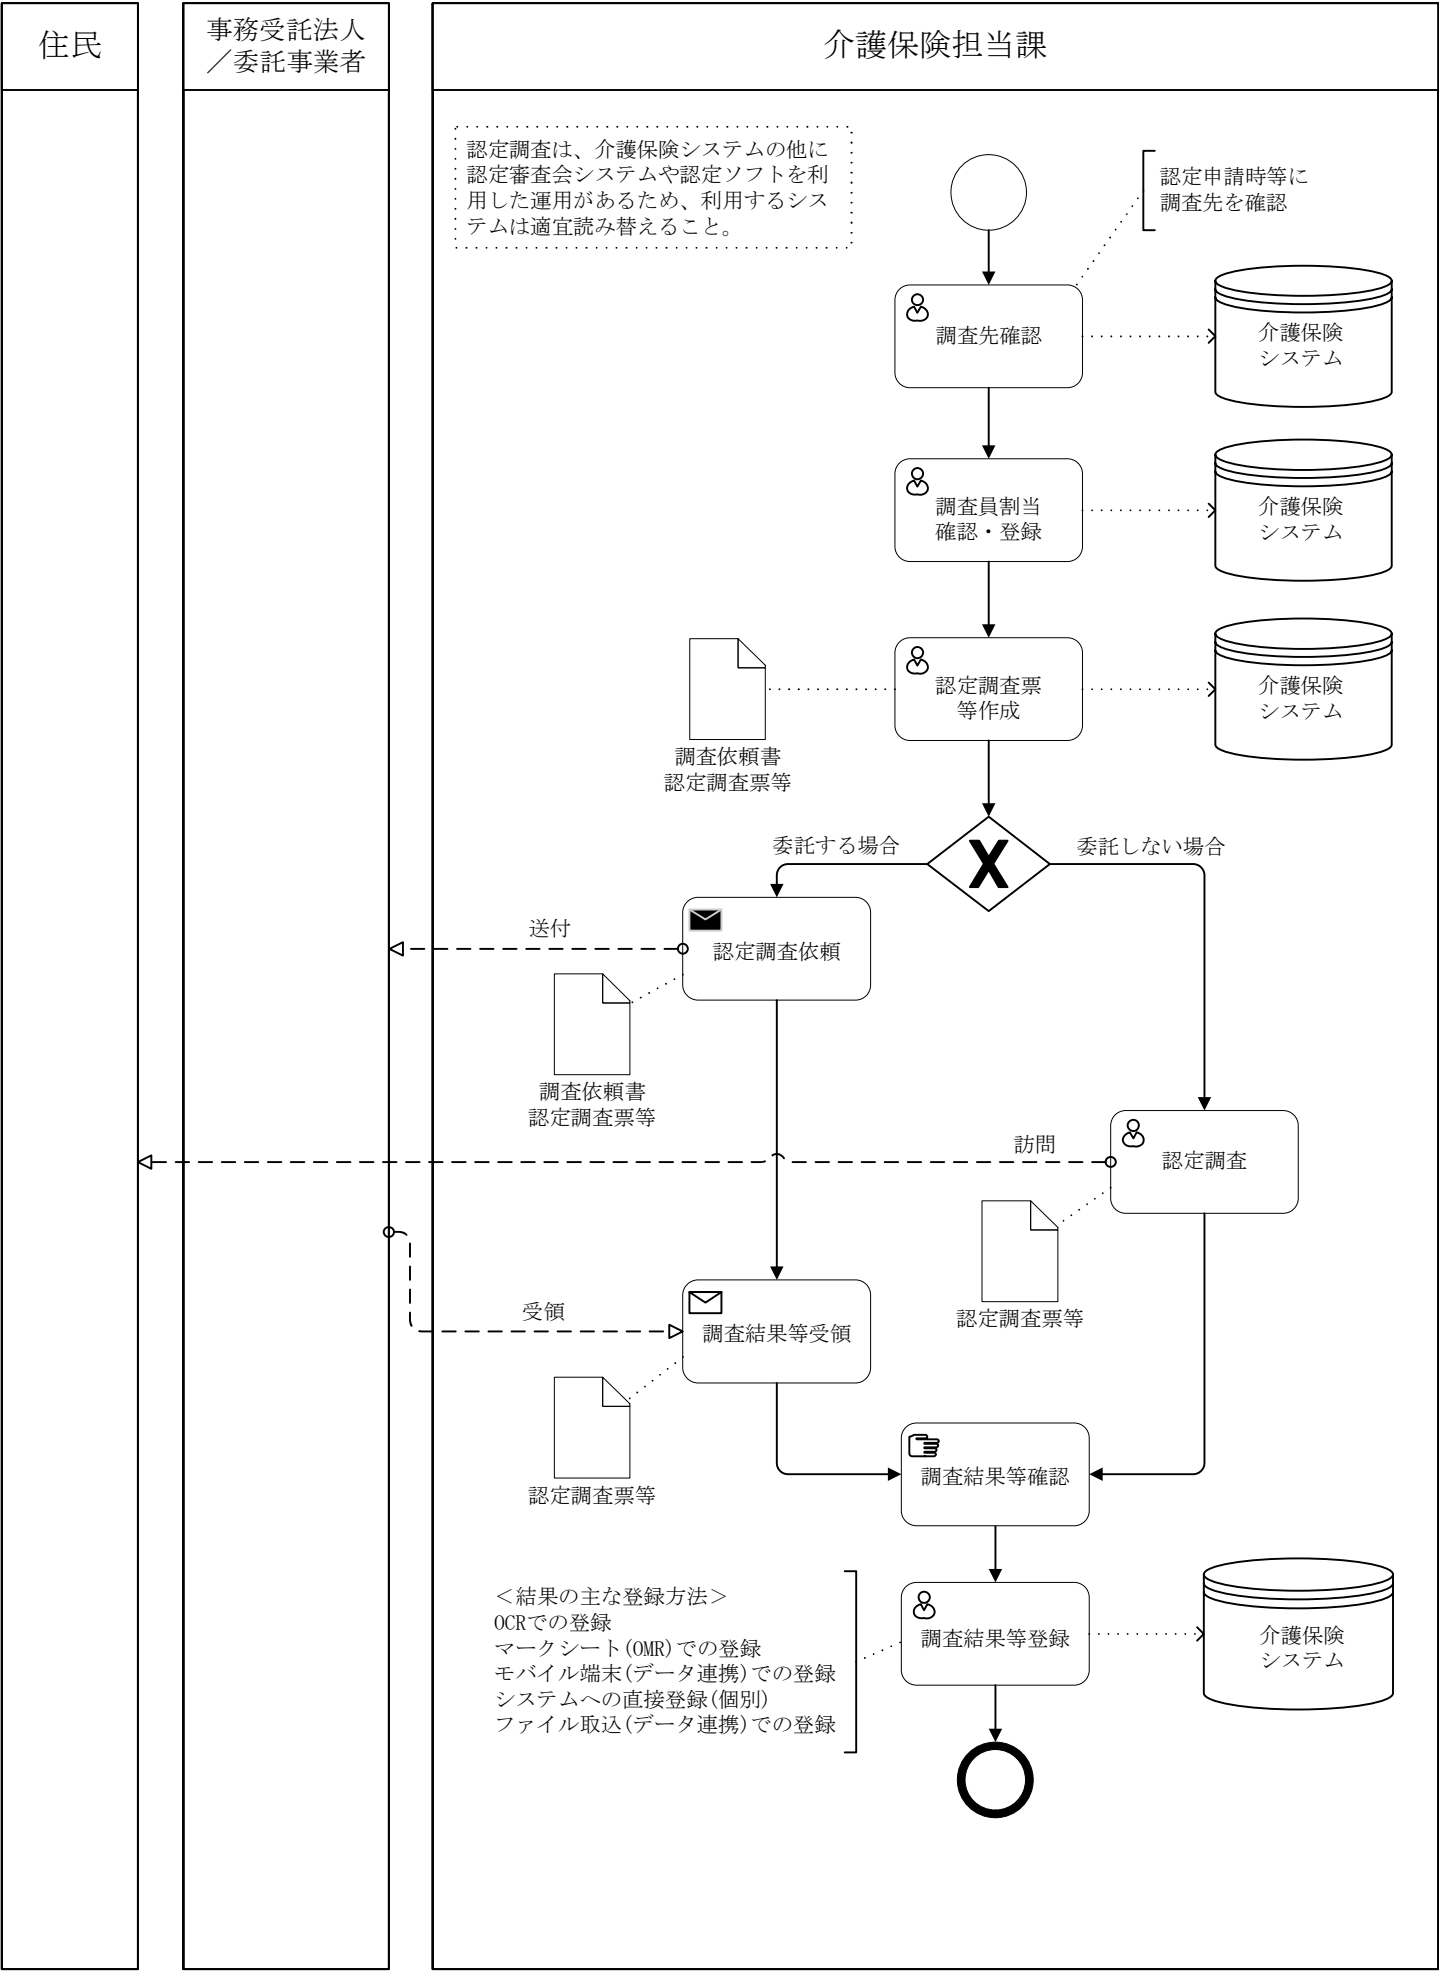 住民
事務受託法人
／委託事業者
介護保険担当課
認定調査は、介護保険システムの他に
認定審査会システムや認定ソフトを利
用した運用があるため、利用するシス
テムは適宜読み替えること。
認定申請時等に
調査先を確認
調査先確認
介護保険
システム
調査員割当
確認・登録
介護保険
システム
認定調査票
等作成
介護保険
システム
調査依頼書
認定調査票等
委託する場合
委託しない場合
X
送付
認定調査依頼
調査依頼書
認定調査票等
訪問
認定調査
認定調査票等
受領
調査結果等受領
認定調査票等
調査結果等確認
＜結果の主な登録方法＞
OCRでの登録
マークシート(OMR)での登録
モバイル端末(データ連携)での登録
システムへの直接登録(個別)
ファイル取込(データ連携)での登録
調査結果等登録
介護保険
システム